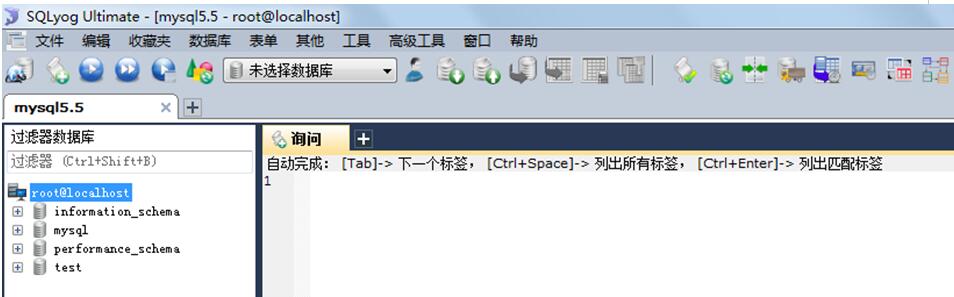 SQLyog Ultimate - [mysql5.5 - root@localhost]
文件 编辑 收藏夹 数据库 表单 其他 工具 高级工具 窗口 帮助
未选择数据库
mysql5.5
过滤器数据库
过滤器 (Ctrl+Shift+B)
root@localhost
information_schema
mysql
performance_schema
test
询问
自动完成: [Tab]-> 下一个标签, [Ctrl+Space]-> 列出所有标签, [Ctrl+Enter]-> 列出匹配标签
1